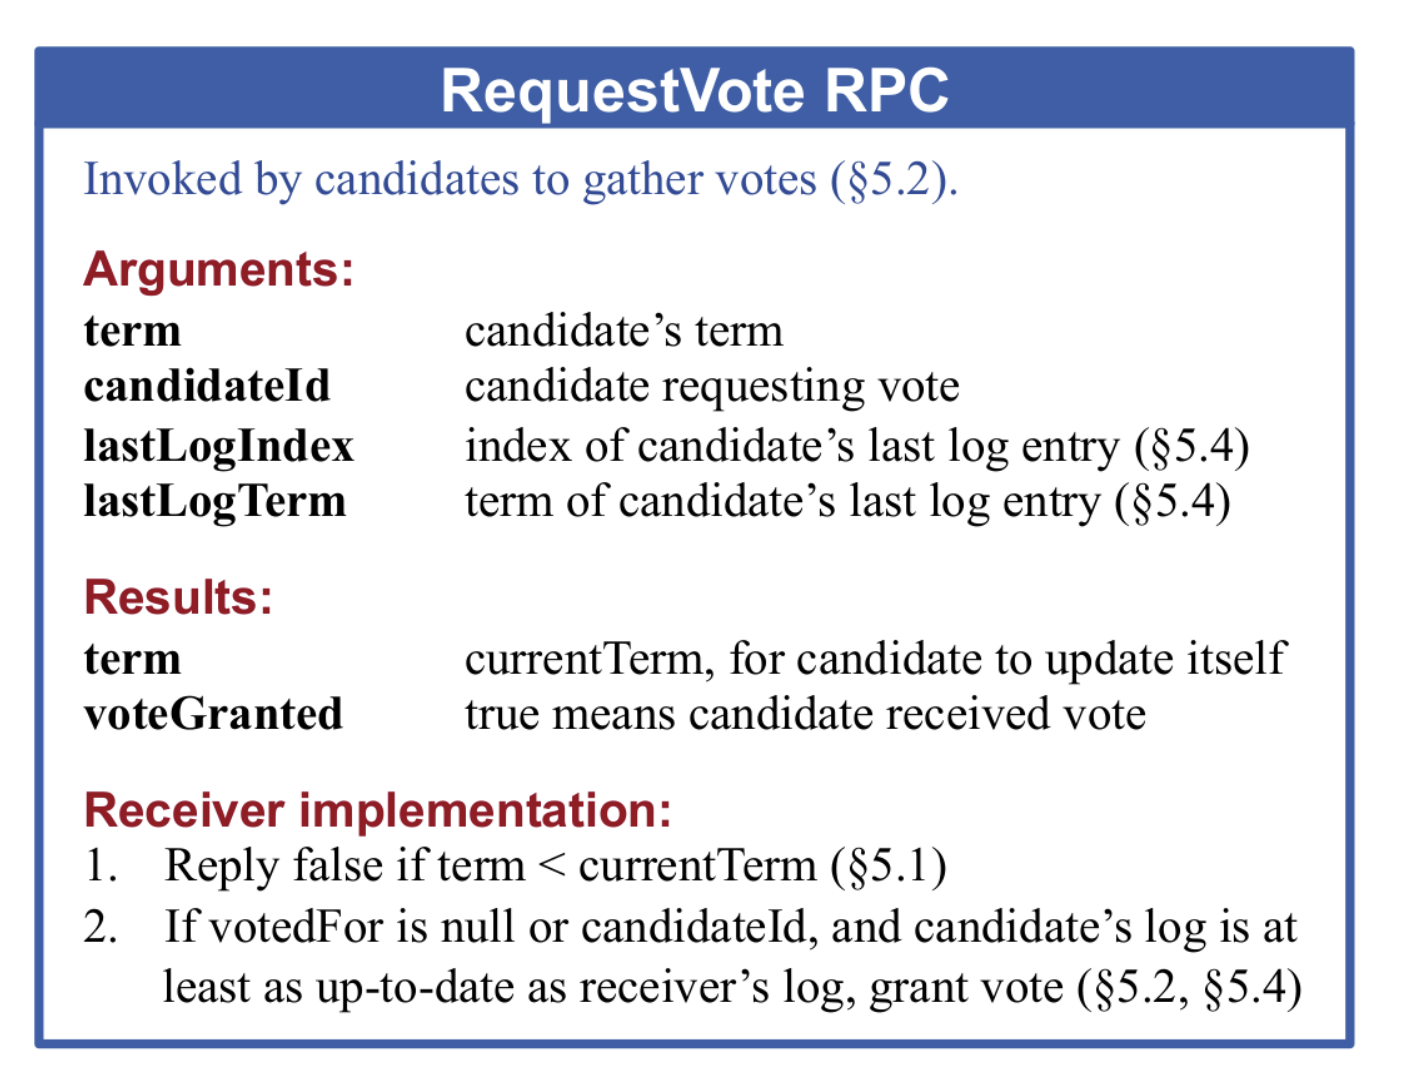 RequestVote RPC
Invoked by candidates to gather votes (§5.2).
Arguments:
term candidate’s term
candidateId candidate requesting vote
lastLogIndex index of candidate’s last log entry (§5.4)
lastLogTerm term of candidate’s last log entry (§5.4)
Results:
term currentTerm, for candidate to update itself
voteGranted true means candidate received vote
Receiver implementation:
1. Reply false if term < currentTerm (§5.1)
2. If votedFor is null or candidateId, and candidate’s log is at
least as up-to-date as receiver’s log, grant vote (§5.2, §5.4)